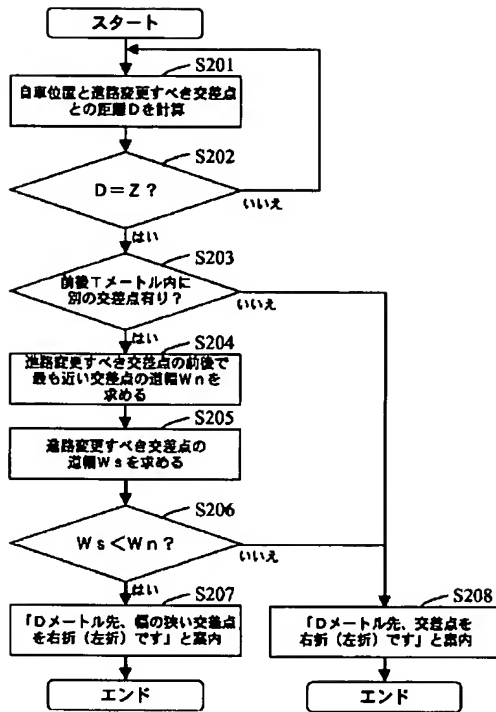 スタート
S201
自車位置と進路変更すべき交差点
との距離Dを計算
S202
D=Z?
いいえ
はい
S203
前後Tメートル内に
別の交差点有り?
いいえ
はい
S204
進路変更すべき交差点の前後で
最も近い交差点の道幅Wnを
求める
S205
進路変更すべき交差点の
道幅Wsを求める
S206
Ws<Wn?
いいえ
はい
S207
「Dメートル先、幅の狭い交差点
を右折(左折)です」と案内
S208
「Dメートル先、交差点を
右折(左折)です」と案内
エンド
エンド